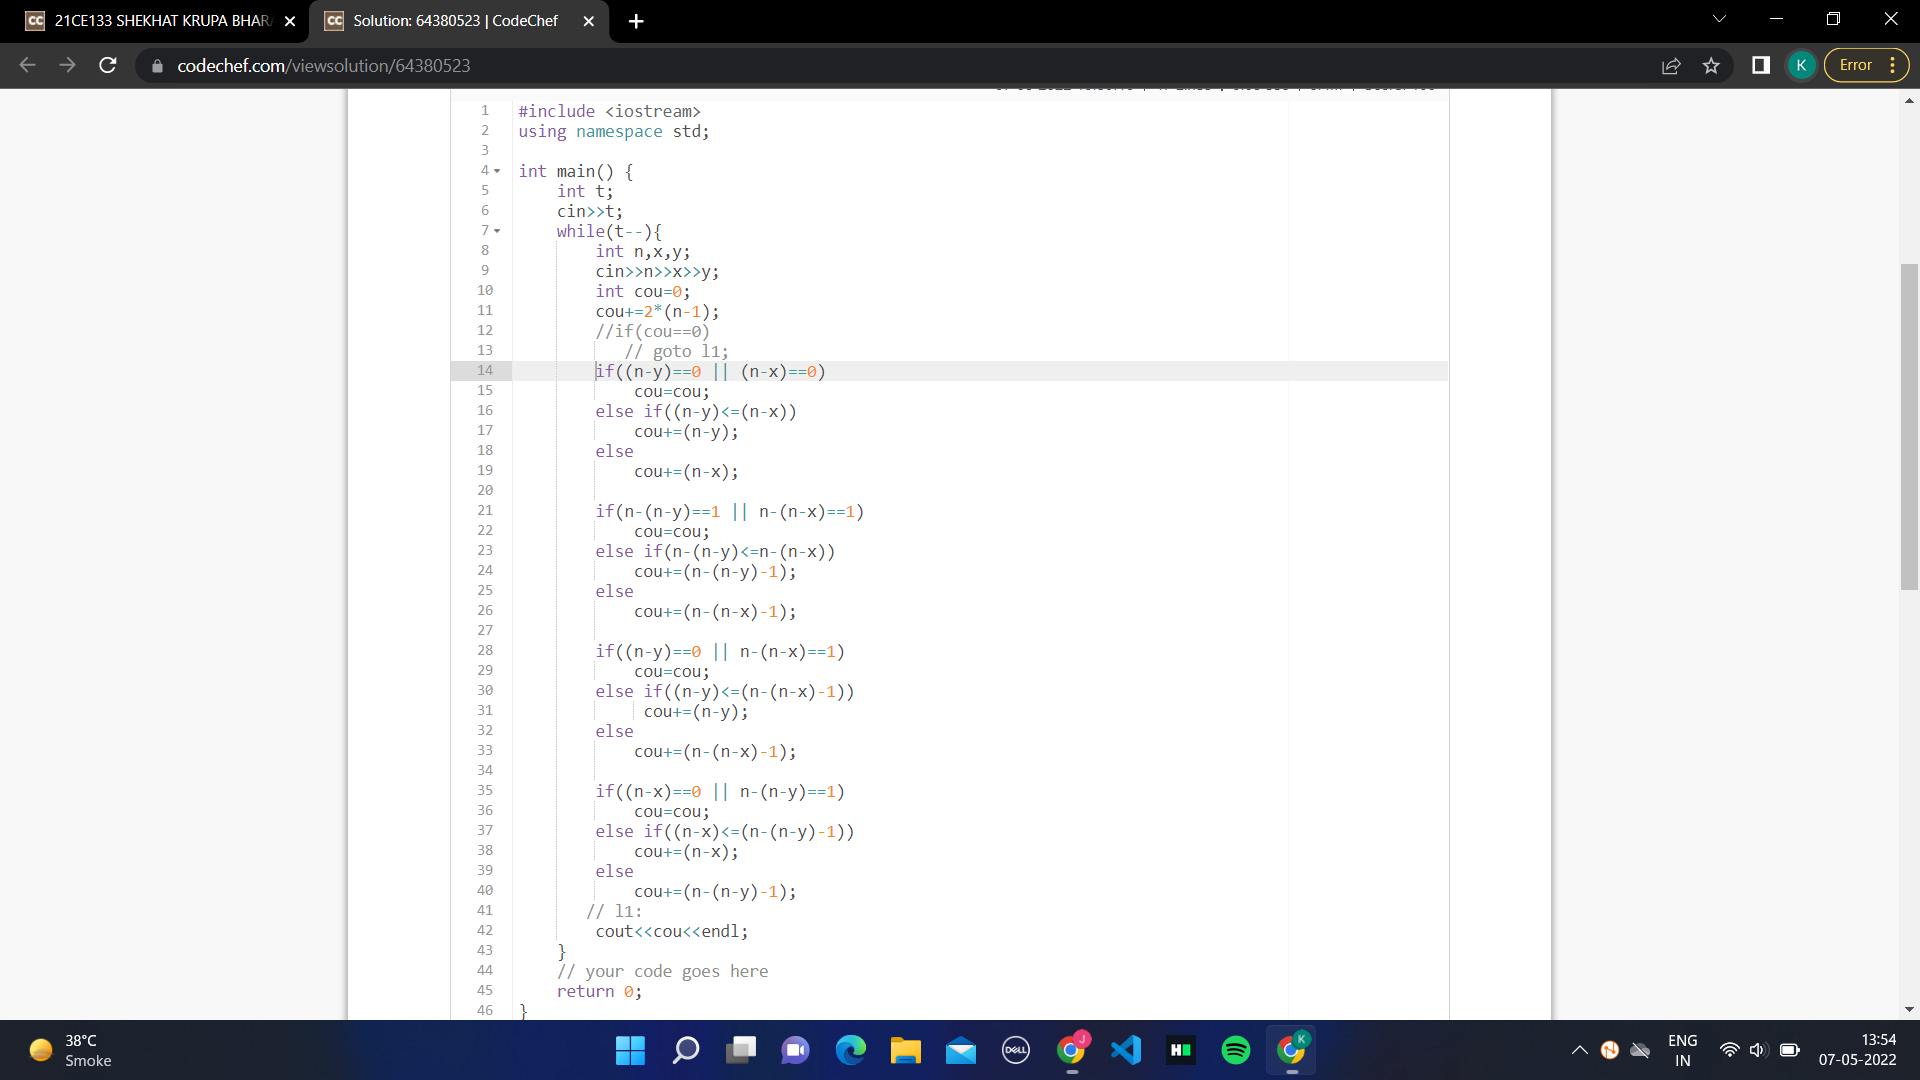 21CE133 SHEKHAT KRUPA BHAR
Solution: 64380523 | CodeChef
codechef.com/viewsolution/64380523
K
Error
1 #include <iostream>
2 using namespace std;
3
4 int main() {
5 int t;
6 cin>>t;
7 while(t--){
8 int n,x,y;
9 cin>>n>>x>>y;
10 int cou=0;
11 cou+=2*(n-1);
12 //if(cou==0)
13 // goto l1;
14 if((n-y)==0 || (n-x)==0)
15 cou=cou;
16 else if((n-y)<=(n-x))
17 cou+=(n-y);
18 else
19 cou+=(n-x);
20
21 if(n-(n-y)==1 || n-(n-x)==1)
22 cou=cou;
23 else if(n-(n-y)<=n-(n-x))
24 cou+=(n-(n-y)-1);
25 else
26 cou+=(n-(n-x)-1);
27
28 if((n-y)==0 || n-(n-x)==1)
29 cou=cou;
30 else if((n-y)<=(n-(n-x)-1))
31 cou+=(n-y);
32 else
33 cou+=(n-(n-x)-1);
34
35 if((n-x)==0 || n-(n-y)==1)
36 cou=cou;
37 else if((n-x)<=(n-(n-y)-1))
38 cou+=(n-x);
39 else
40 cou+=(n-(n-y)-1);
41 // l1:
42 cout<<cou<<endl;
43 }
44 // your code goes here
45 return 0;
46 }
38°C
Smoke
DELL
J
K
ENG
IN
13:54
07-05-2022